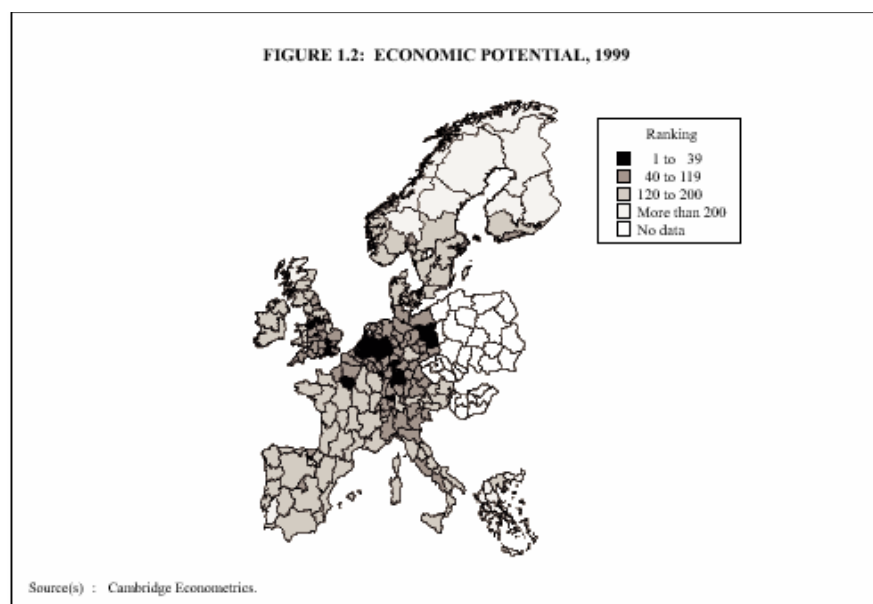 FIGURE 1.2: ECONOMIC POTENTIAL, 1999
Ranking
1 to 39
40 to 119
120 to 200
More than 200
No data
Source(s) : Cambridge Econometrics.